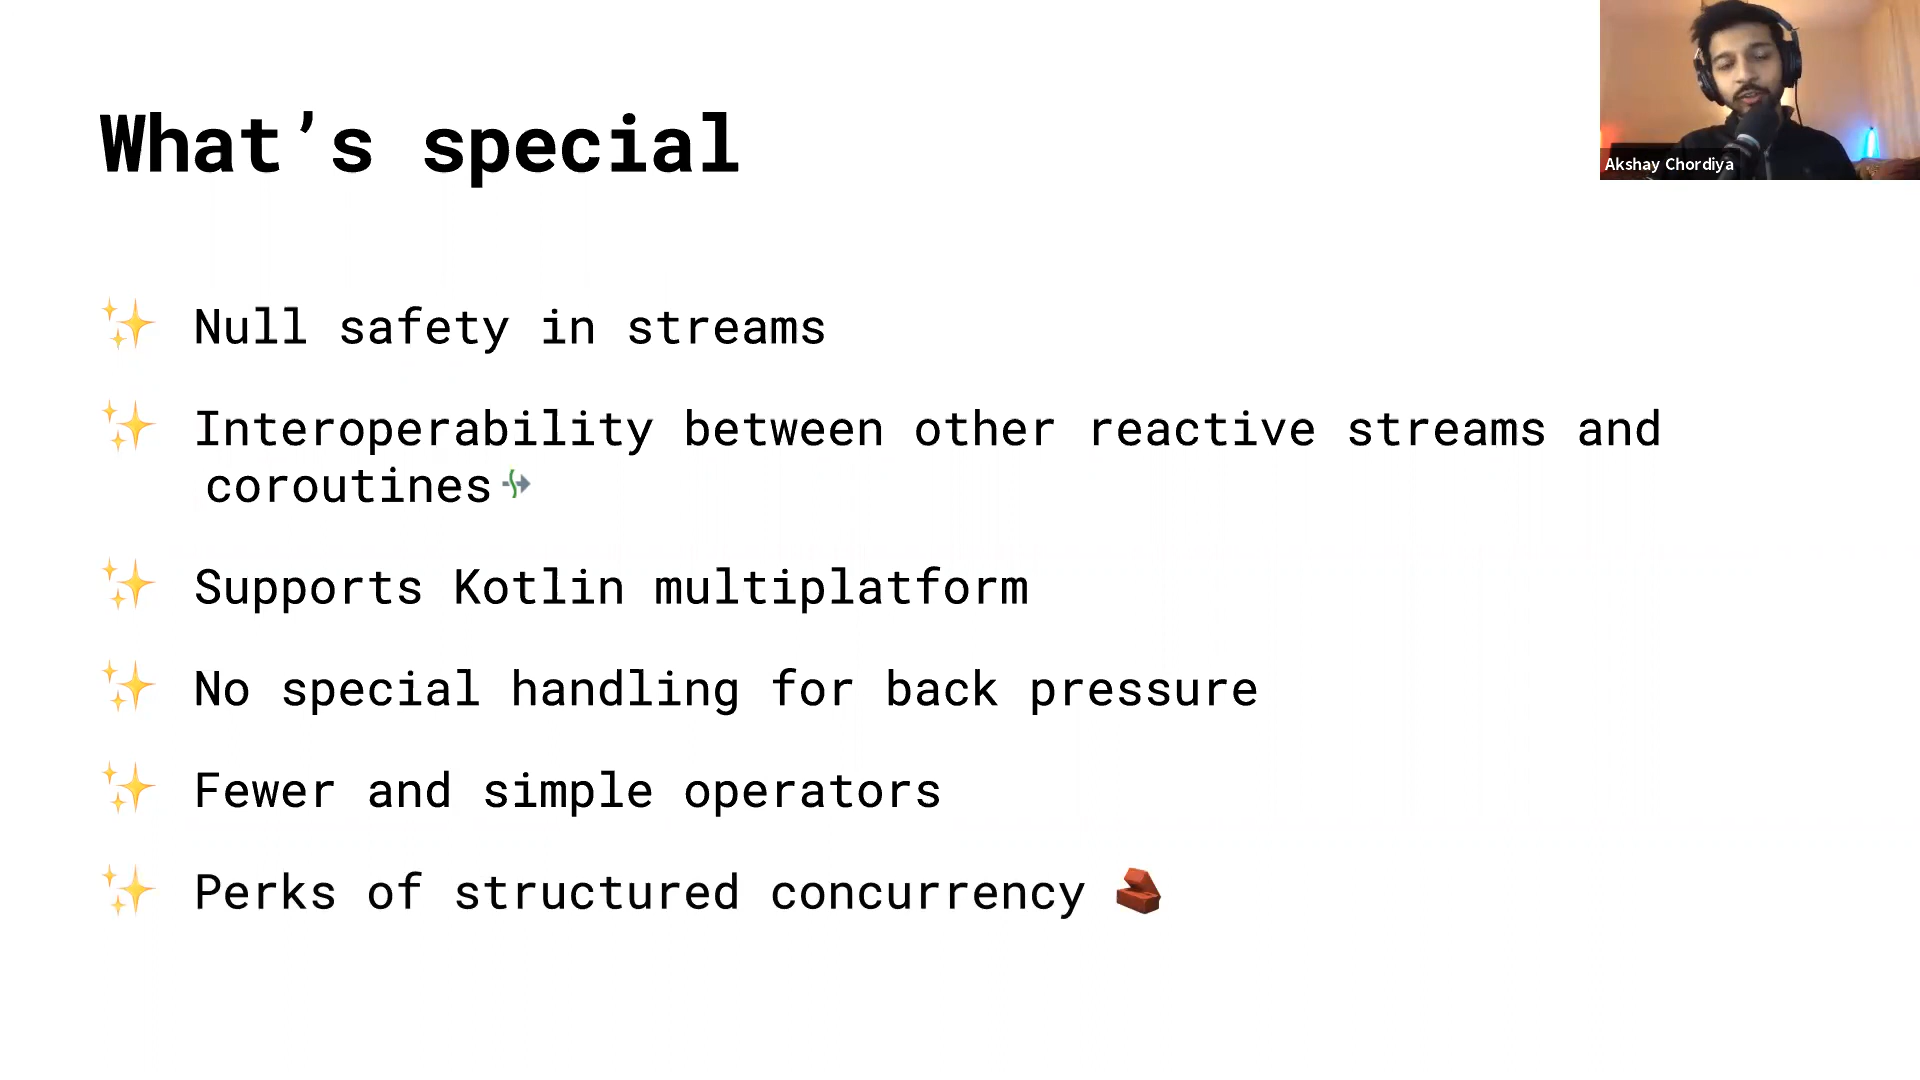 What’s special
Akshay Chordiya
✨ Null safety in streams
✨ Interoperability between other reactive streams and
coroutines
✨ Supports Kotlin multiplatform
✨ No special handling for back pressure
✨ Fewer and simple operators
✨ Perks of structured concurrency 🧱